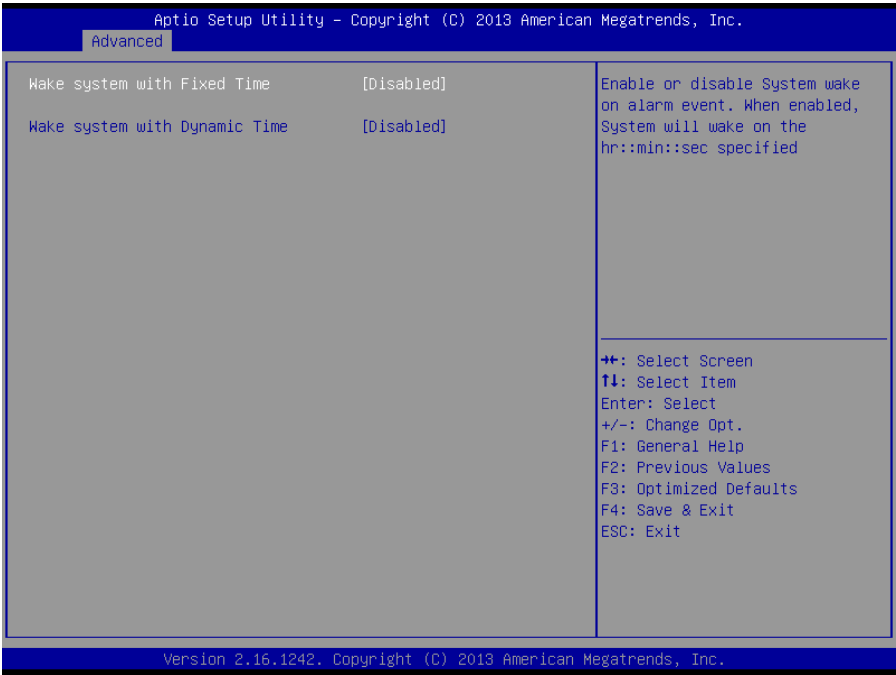 Aptio Setup Utility – Copyright (C) 2013 American Megatrends, Inc.
Advanced
Wake system with Fixed Time [Disabled]
Wake system with Dynamic Time [Disabled]
Enable or disable System wake
on alarm event. When enabled,
System will wake on the
hr::min::sec specified
→←: Select Screen
↑↓: Select Item
Enter: Select
+/-: Change Opt.
F1: General Help
F2: Previous Values
F3: Optimized Defaults
F4: Save & Exit
ESC: Exit
Version 2.16.1242. Copyright (C) 2013 American Megatrends, Inc.